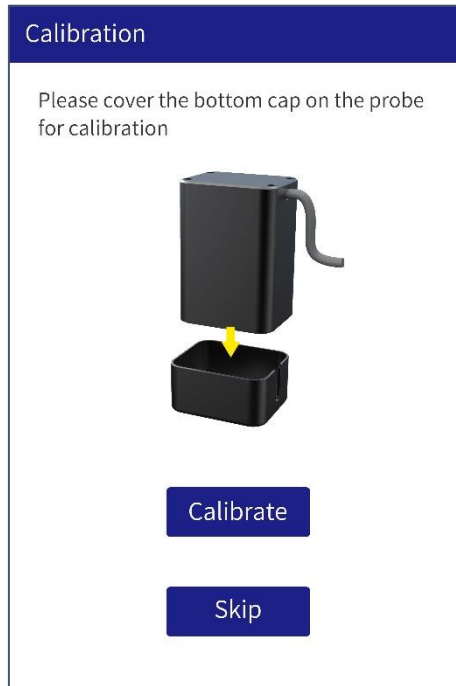 Calibration
Please cover the bottom cap on the probe
for calibration
Calibrate
Skip